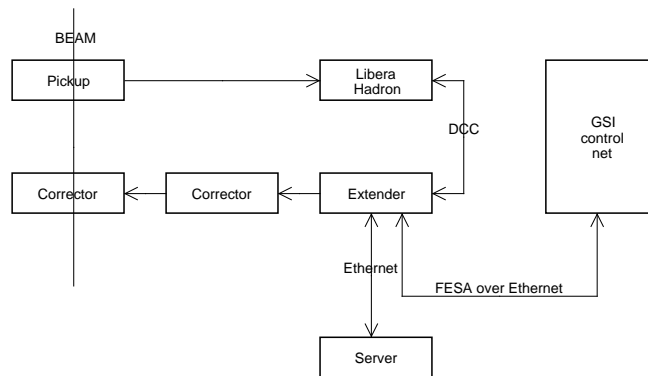 BEAM
Pickup
Libera
Hadron
GSI
control
net
DCC
Corrector
Corrector
Extender
Ethernet
FESA over Ethernet
Server